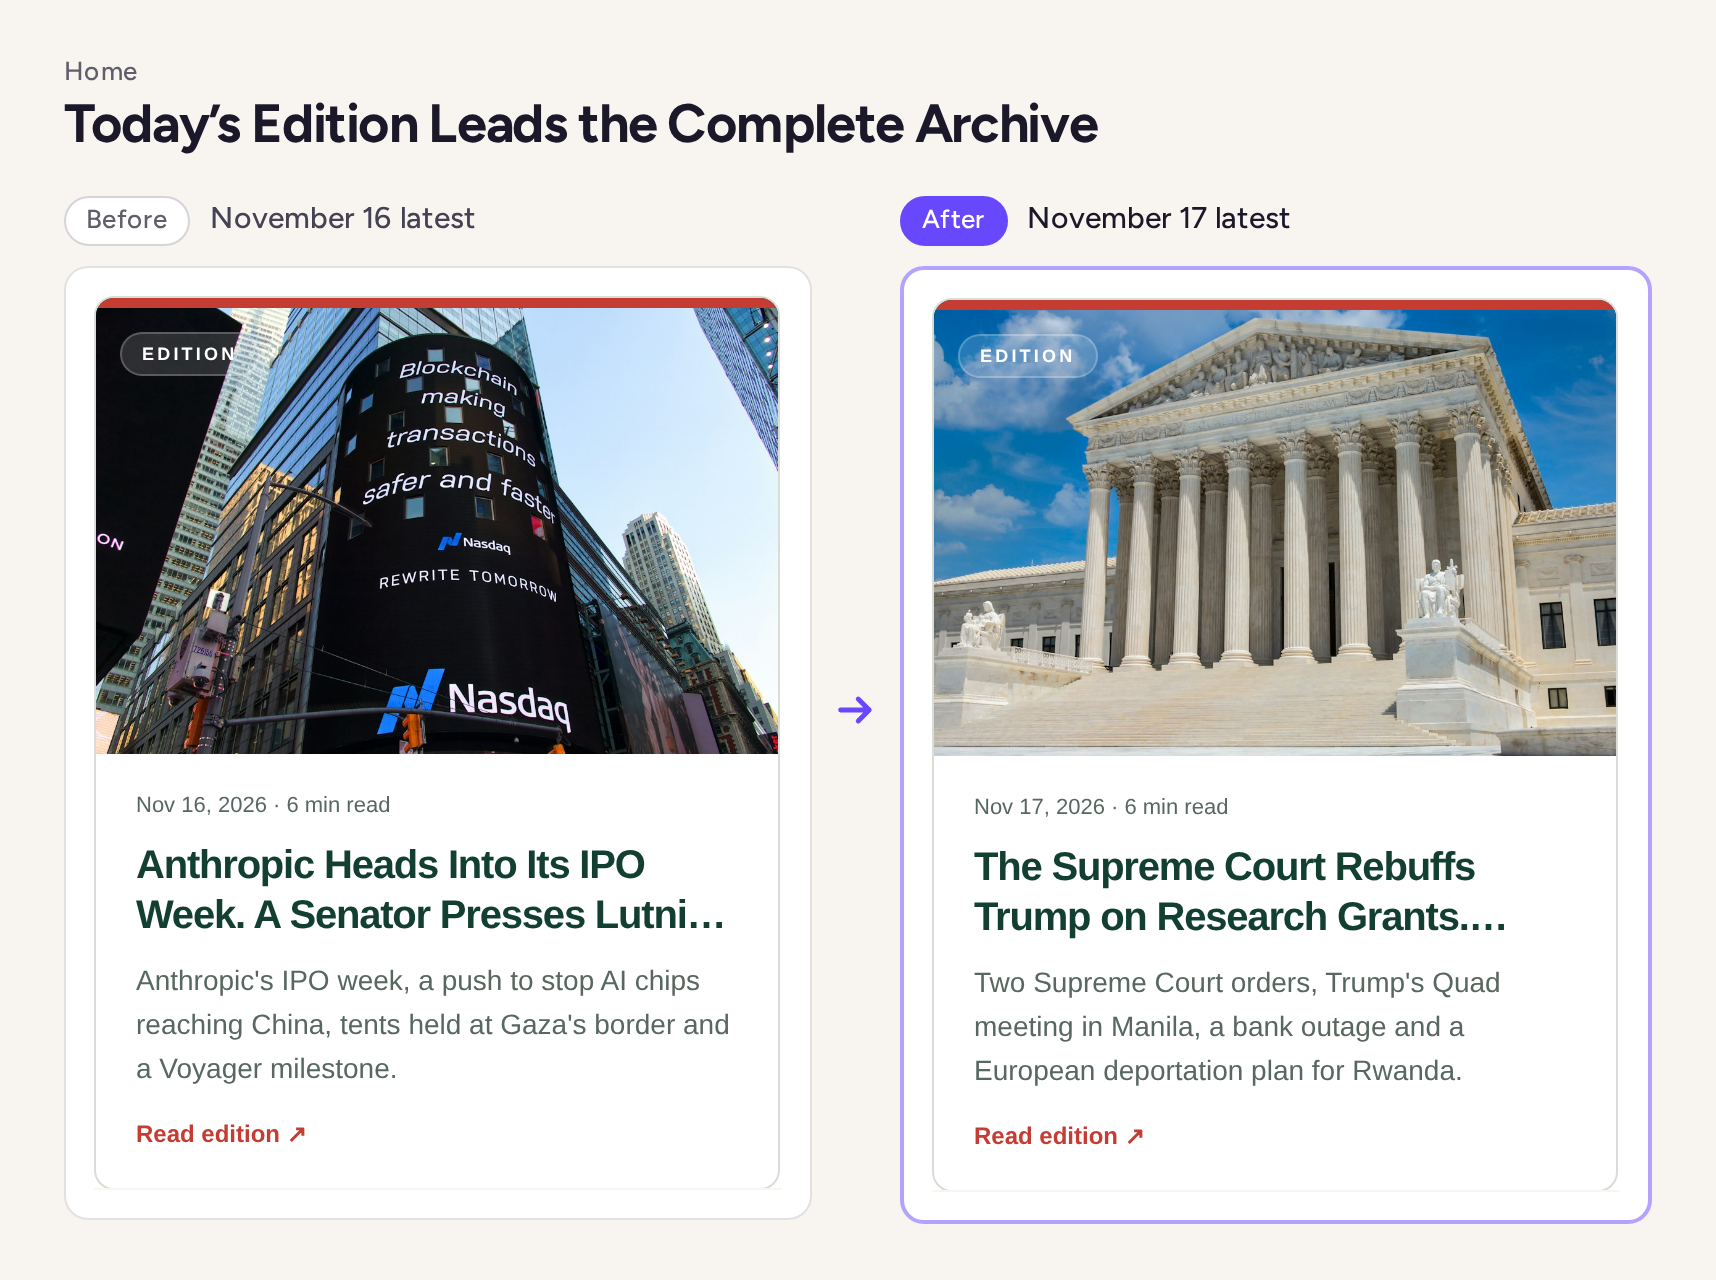 Home
Today's Edition Leads the Complete Archive
Before
November 16 latest
EDITION
Blockchain
making
transactions
safer and faster
Nasdaq
REWRITE TOMORROW
ON
Nasdaq
Nov 16, 2026 · 6 min read
Anthropic Heads Into Its IPO
Week. A Senator Presses Lutni…
Anthropic's IPO week, a push to stop AI chips
reaching China, tents held at Gaza's border and
a Voyager milestone.
Read edition ↗
→
After
November 17 latest
EDITION
Nov 17, 2026 · 6 min read
The Supreme Court Rebuffs
Trump on Research Grants.…
Two Supreme Court orders, Trump's Quad
meeting in Manila, a bank outage and a
European deportation plan for Rwanda.
Read edition ↗